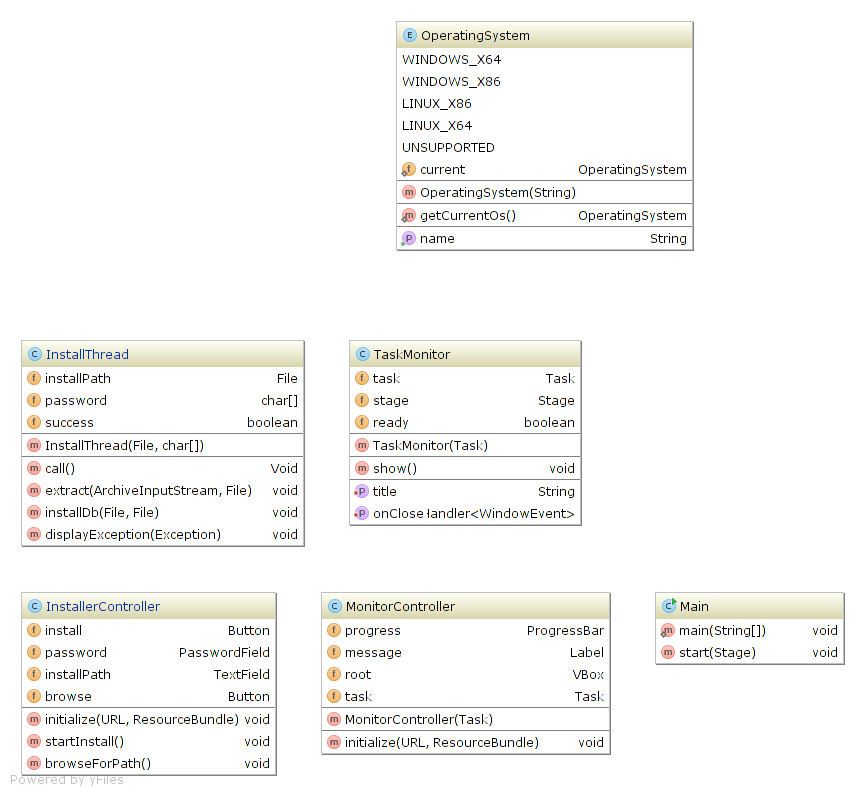 OperatingSystem
WINDOWS_X64
WINDOWS_X86
LINUX_X86
LINUX_X64
UNSUPPORTED
current OperatingSystem
OperatingSystem(String)
getCurrentOs() OperatingSystem
name String
InstallThread
installPath File
password char[]
success boolean
InstallThread(File, char[])
call() Void
extract(ArchiveInputStream, File) void
installDb(File, File) void
displayException(Exception) void
TaskMonitor
task Task
stage Stage
ready boolean
TaskMonitor(Task)
show() void
title String
onClose Handler<WindowEvent>
InstallerController
install Button
password PasswordField
installPath TextField
browse Button
initialize(URL, ResourceBundle) void
startInstall() void
browseForPath() void
MonitorController
progress ProgressBar
message Label
root VBox
task Task
MonitorController(Task)
initialize(URL, ResourceBundle) void
Main
main(String[]) void
start(Stage) void
Powered by yFiles